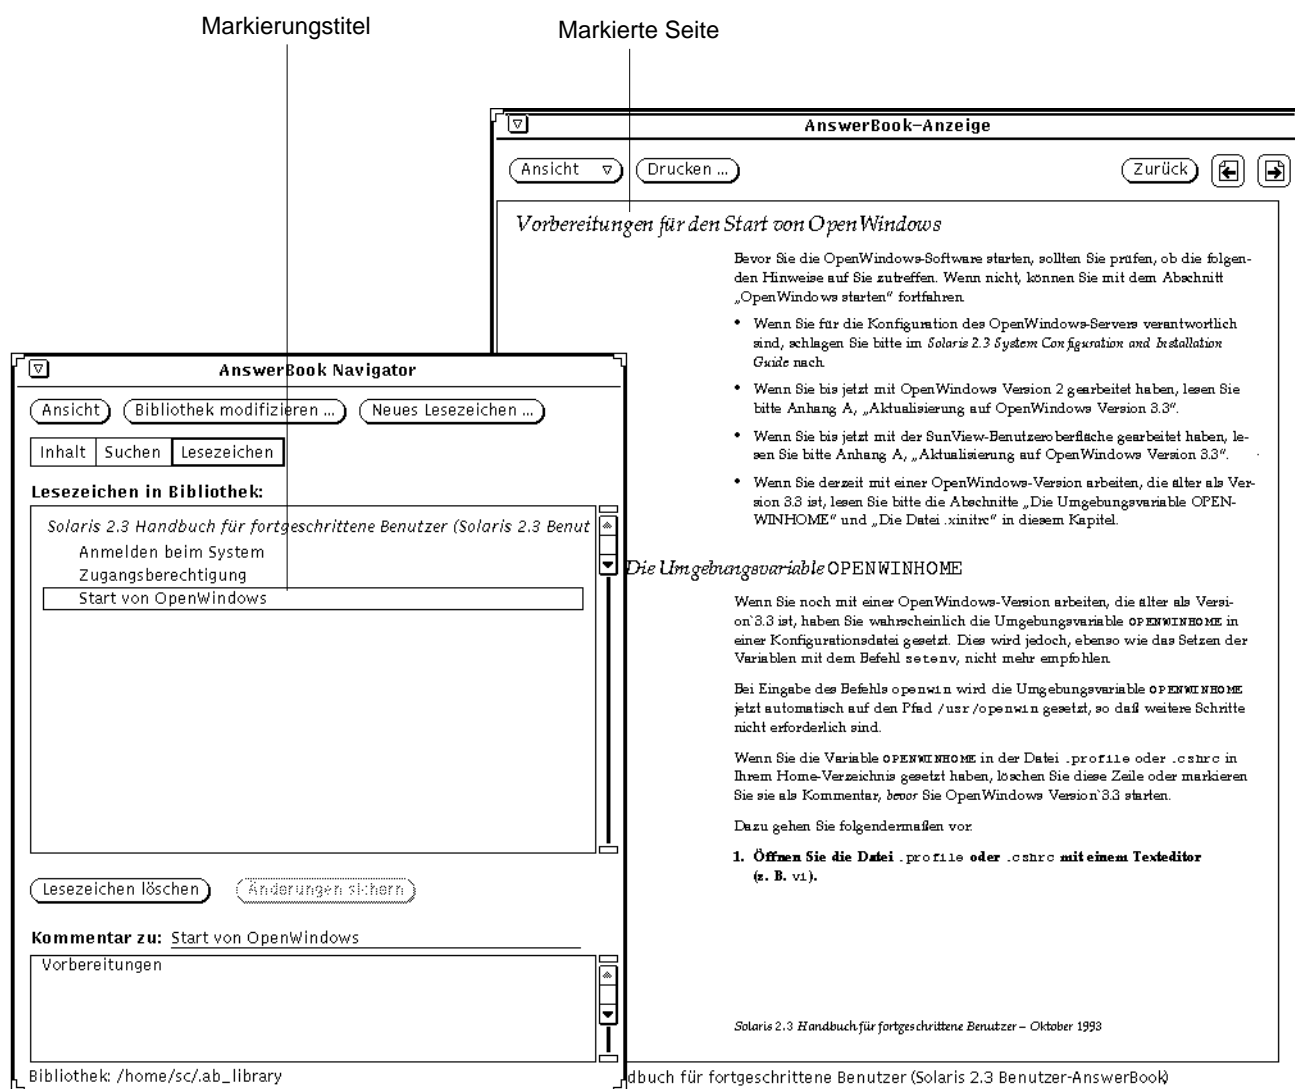 Markierungstitel
Markierte Seite
AnswerBook-Anzeige
Ansicht
Drucken ...
Zurück
Vorbereitungen für den Start von OpenWindows
Bevor Sie die OpenWindows-Software starten, sollten Sie prüfen, ob die folgen-
den Hinweise auf Sie zutreffen. Wenn nicht, können Sie mit dem Abschnitt
„OpenWindows starten“ fortfahren.
• Wenn Sie für die Konfiguration des OpenWindows-Servers verantwortlich
sind, schlagen Sie bitte im Solaris 2.3 System Configuration and Installation
Guide nach.
• Wenn Sie bis jetzt mit OpenWindows Version 2 gearbeitet haben, lesen Sie
bitte Anhang A, „Aktualisierung auf OpenWindows Version 3.3“.
• Wenn Sie bis jetzt mit der SunView-Benutzeroberfläche gearbeitet haben, le-
sen Sie bitte Anhang A, „Aktualisierung auf OpenWindows Version 3.3“.
• Wenn Sie derzeit mit einer OpenWindows-Version arbeiten, die älter als Ver-
sion 3.3 ist, lesen Sie bitte die Abschnitte „Die Umgebungsvariable OPEN-
WINHOME“ und „Die Datei .xinitrc“ in diesem Kapitel.
Die Umgebungsvariable OPENWINHOME
Wenn Sie noch mit einer OpenWindows-Version arbeiten, die älter als Versi-
on`3.3 ist, haben Sie wahrscheinlich die Umgebungsvariable OPENWINHOME in
einer Konfigurationsdatei gesetzt. Dies wird jedoch, ebenso wie das Setzen der
Variablen mit dem Befehl setenv, nicht mehr empfohlen.
Bei Eingabe des Befehls openwin wird die Umgebungsvariable OPENWINHOME
jetzt automatisch auf den Pfad /usr/openwin gesetzt, so daß weitere Schritte
nicht erforderlich sind.
Wenn Sie die Variable OPENWINHOME in der Datei .profile oder .cshrc in
Ihrem Home-Verzeichnis gesetzt haben, löschen Sie diese Zeile oder markieren
Sie sie als Kommentar, bevor Sie OpenWindows Version`3.3 starten.
Dazu gehen Sie folgendermaßen vor.
1. Öffnen Sie die Datei .profile oder .cshrc mit einem Texteditor
(z. B. vi).
Solaris 2.3 Handbuch für fortgeschrittene Benutzer – Oktober 1993
dbuch für fortgeschrittene Benutzer (Solaris 2.3 Benutzer-AnswerBook)
AnswerBook Navigator
Ansicht
Bibliothek modifizieren ...
Neues Lesezeichen ...
Inhalt
Suchen
Lesezeichen
Lesezeichen in Bibliothek:
Solaris 2.3 Handbuch für fortgeschrittene Benutzer (Solaris 2.3 Benut
Anmelden beim System
Zugangsberechtigung
Start von OpenWindows
Lesezeichen löschen
Änderungen sichern
Kommentar zu: Start von OpenWindows
Vorbereitungen
Bibliothek: /home/sc/.ab_library